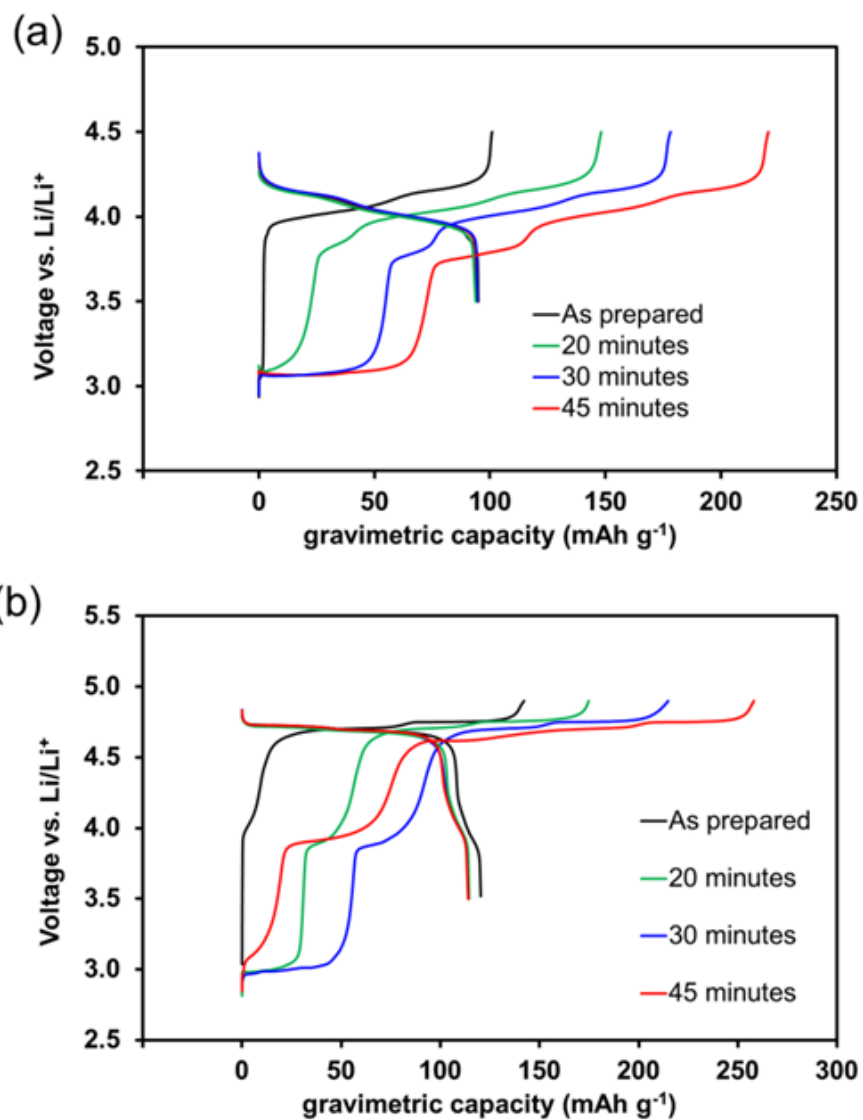 (a)
5.0
4.5
4.0
3.5
3.0
2.5
Voltage vs. Li/Li⁺
As prepared
20 minutes
30 minutes
45 minutes
0 50 100 150 200 250
gravimetric capacity (mAh g⁻¹)
(b)
5.5
5.0
4.5
4.0
3.5
3.0
2.5
Voltage vs. Li/Li⁺
As prepared
20 minutes
30 minutes
45 minutes
0 50 100 150 200 250 300
gravimetric capacity (mAh g⁻¹)